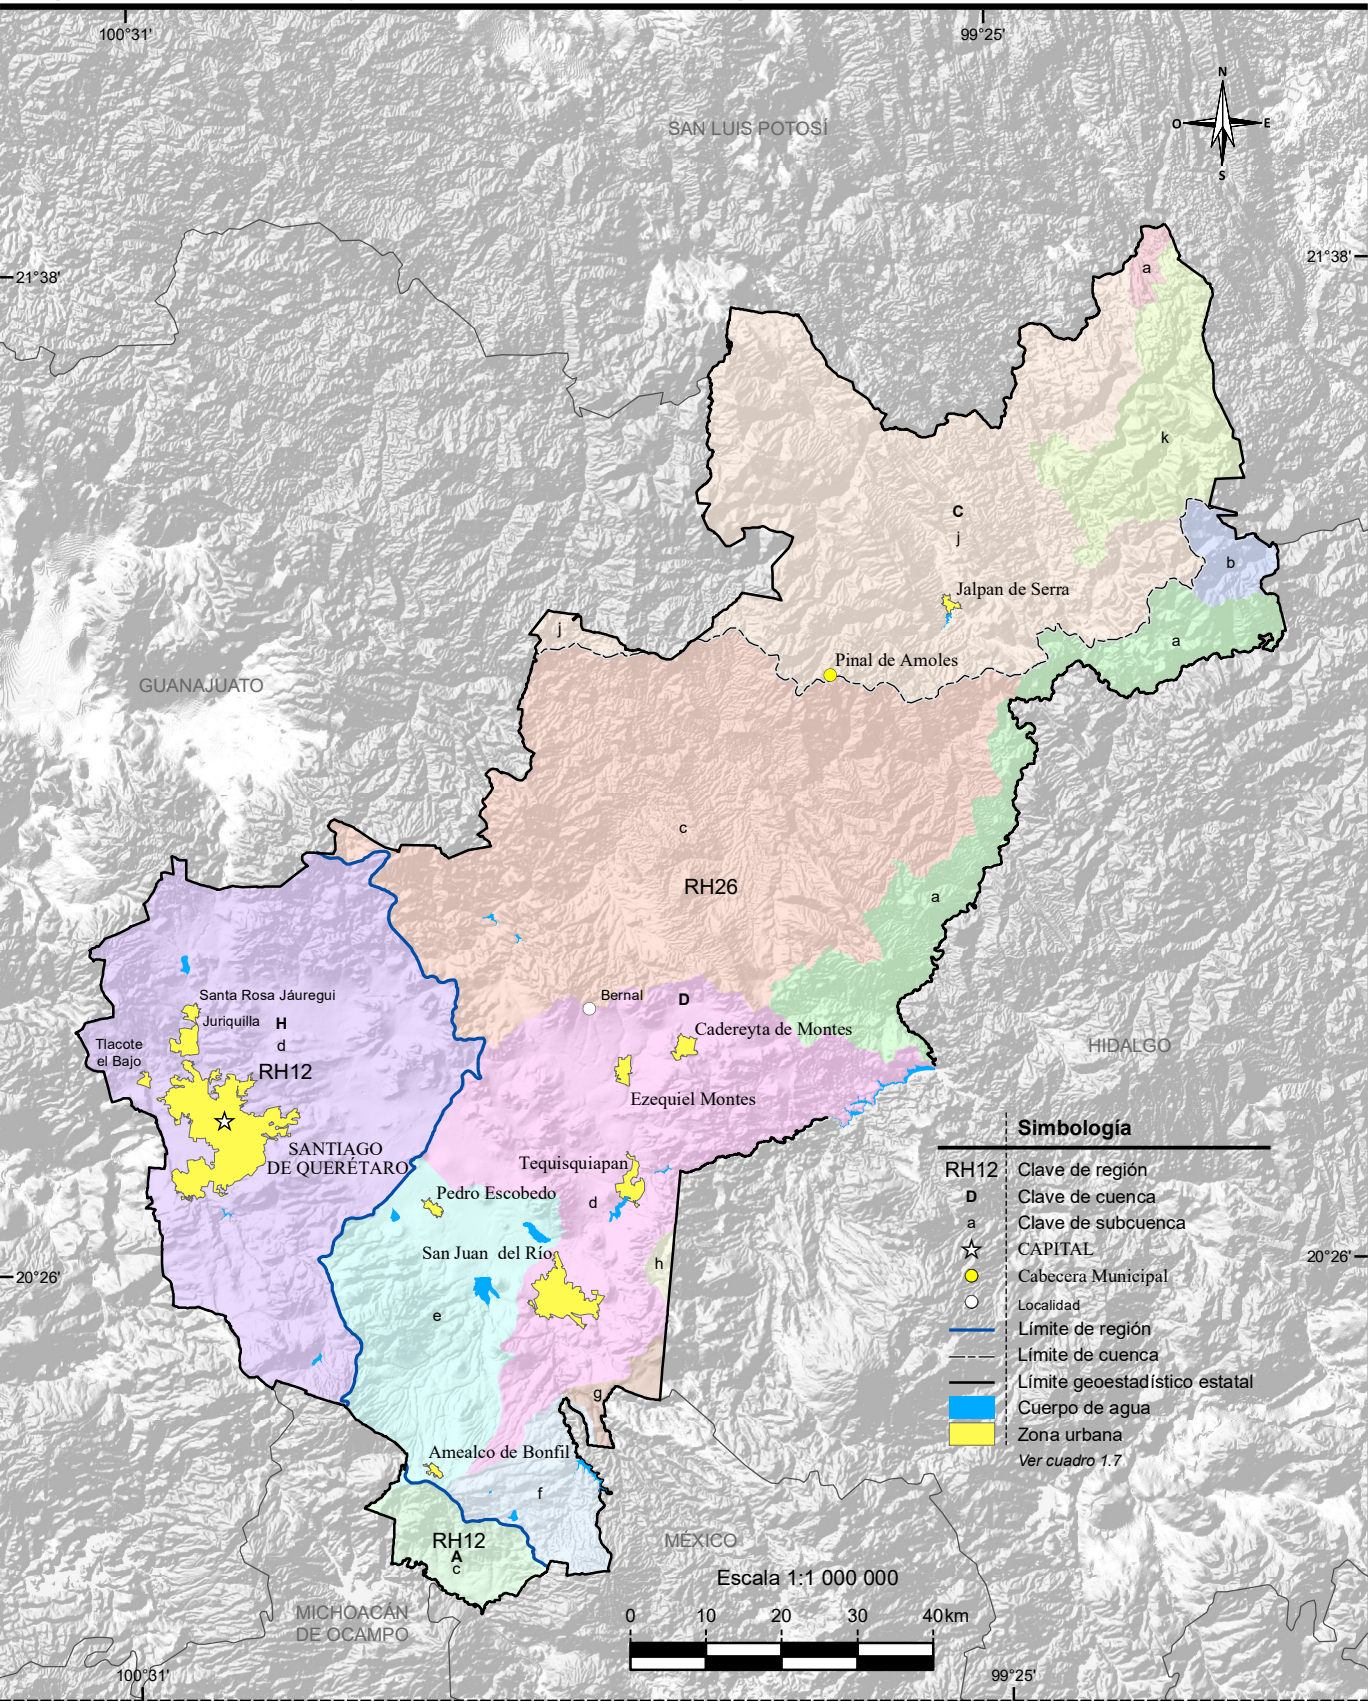 100°31'
99°25'
N
O
E
S
SAN LUIS POTOSÍ
21°38'
21°38'
a
k
C
j
b
Jalpan de Serra
j
a
Pinal de Amoles
GUANAJUATO
c
RH26
a
Bernal
D
Santa Rosa Jáuregui
Juriquilla
H
d
Cadereyta de Montes
Tlacote
el Bajo
HIDALGO
RH12
Ezequiel Montes
SANTIAGO
DE QUERÉTARO
Tequisquiapan
Pedro Escobedo
d
San Juan del Río
h
20°26'
20°26'
e
g
Amealco de Bonfil
f
RH12
A
c
MÉXICO
MICHOACÁN
DE OCAMPO
Simbología
RH12 Clave de región
D Clave de cuenca
a Clave de subcuenca
CAPITAL
Cabecera Municipal
Localidad
Límite de región
Límite de cuenca
Límite geoestadístico estatal
Cuerpo de agua
Zona urbana
Ver cuadro 1.7
Escala 1:1 000 000
0 10 20 30 40km
100°31'
99°25'